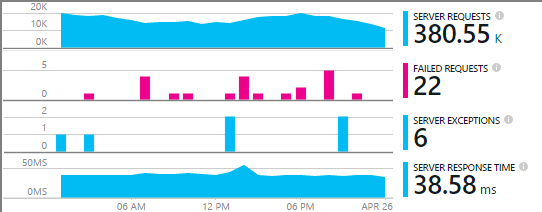 20K
10K
0K
SERVER REQUESTS i
380.55 K
5
0
FAILED REQUESTS i
22
2
1
0
SERVER EXCEPTIONS i
6
50MS
0MS
SERVER RESPONSE TIME i
38.58 ms
06 AM 12 PM 06 PM APR 26